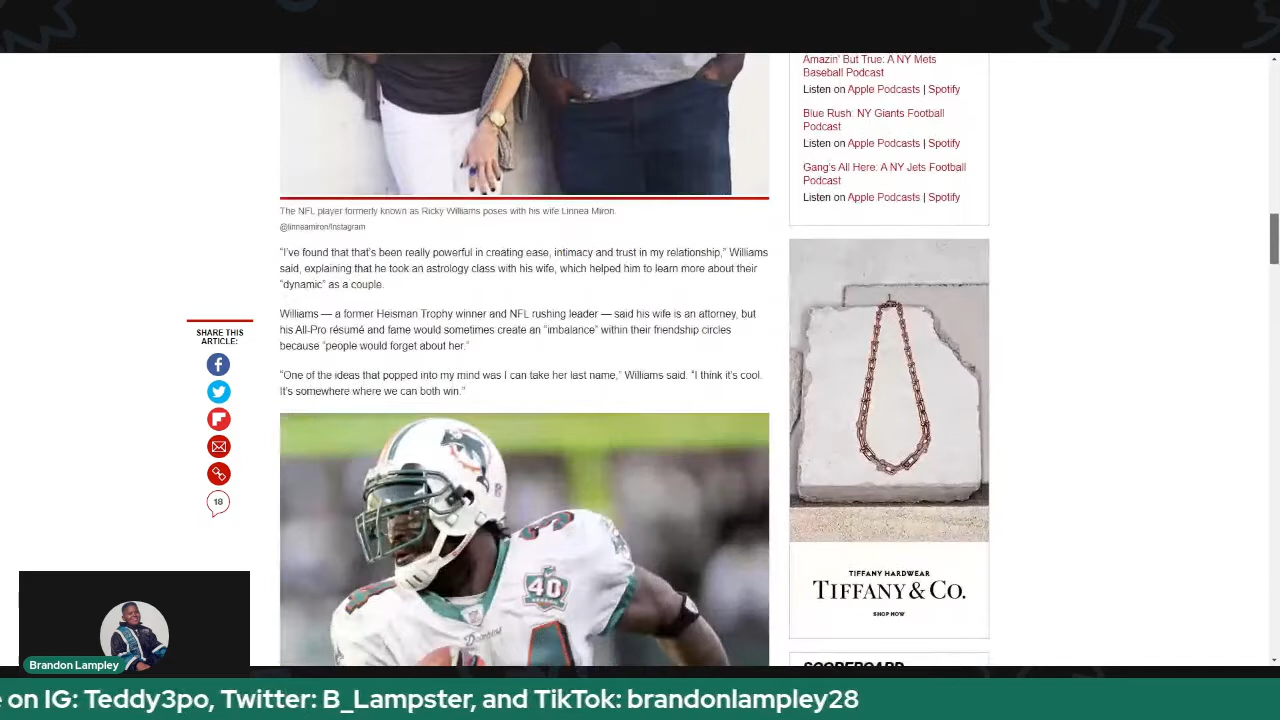 Amazin' But True: A NY Mets
Baseball Podcast
Listen on Apple Podcasts | Spotify
Blue Rush: NY Giants Football
Podcast
Listen on Apple Podcasts | Spotify
Gang's All Here: A NY Jets Football
Podcast
Listen on Apple Podcasts | Spotify
The NFL player formerly known as Ricky Williams poses with his wife Linnea Miron.
@linneamiron/Instagram
"I've found that that's been really powerful in creating ease, intimacy and trust in my relationship," Williams
said, explaining that he took an astrology class with his wife, which helped him to learn more about their
"dynamic" as a couple.
Williams — a former Heisman Trophy winner and NFL rushing leader — said his wife is an attorney, but
his All-Pro résumé and fame would sometimes create an "imbalance" within their friendship circles
because "people would forget about her."
"One of the ideas that popped into my mind was I can take her last name," Williams said. "I think it's cool.
It's somewhere where we can both win."
SHARE THIS
ARTICLE:
18
40
TIFFANY HARDWEAR
TIFFANY & CO.
SHOP NOW
SCOREBOARD
Brandon Lampley
e on IG: Teddy3po, Twitter: B_Lampster, and TikTok: brandonlampley28